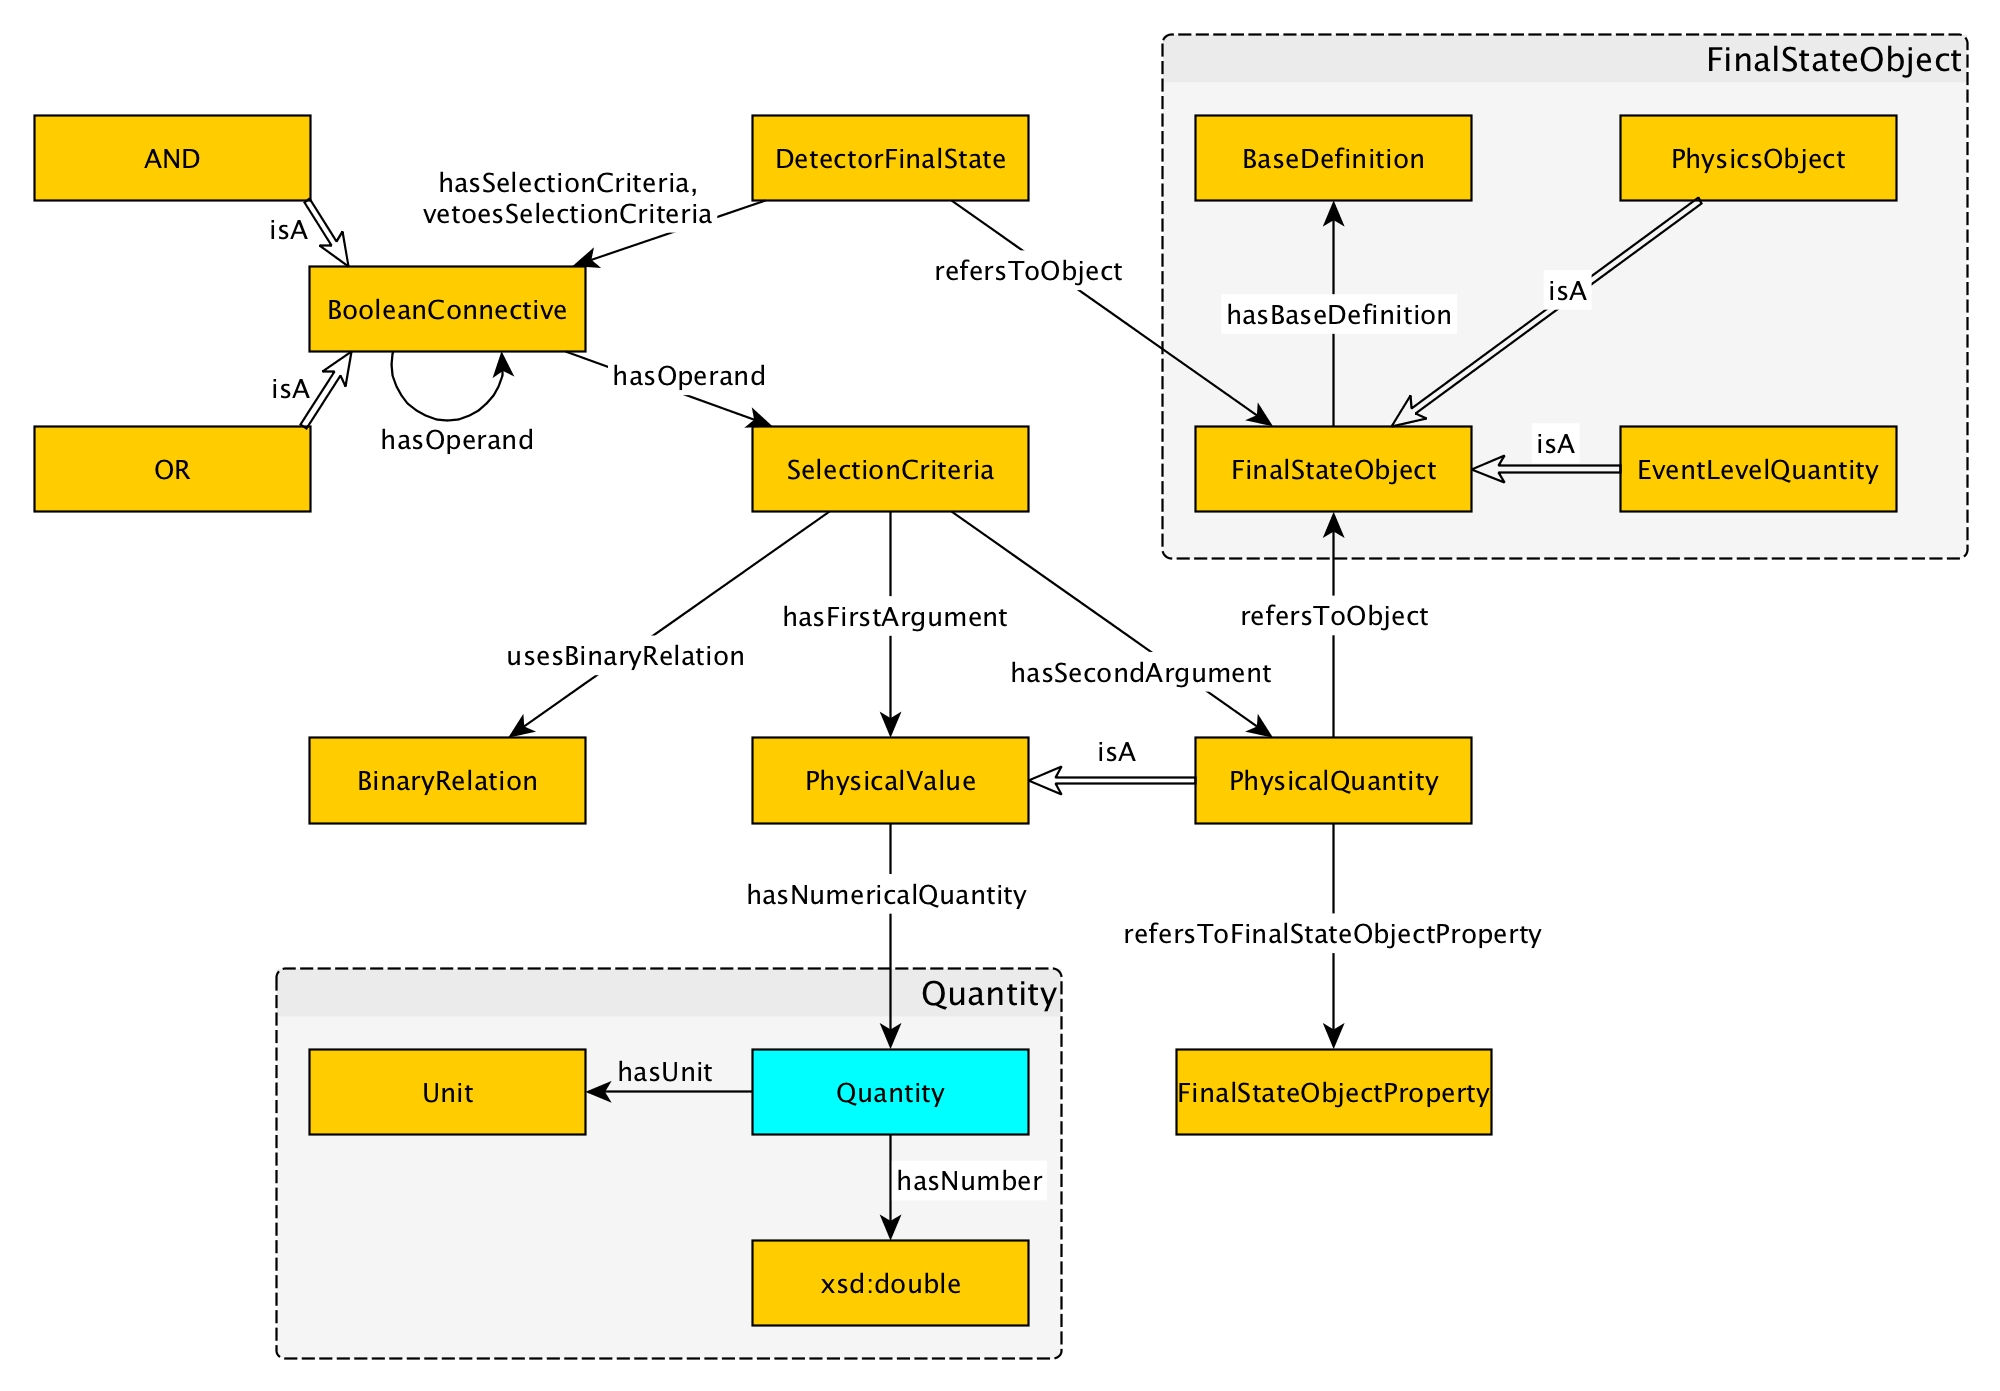 FinalStateObject
AND
DetectorFinalState
BaseDefinition
PhysicsObject
hasSelectionCriteria,
vetoesSelectionCriteria
isA
refersToObject
isA
BooleanConnective
hasBaseDefinition
hasOperand
isA
hasOperand
isA
OR
SelectionCriteria
FinalStateObject
EventLevelQuantity
hasFirstArgument
refersToObject
usesBinaryRelation
hasSecondArgument
isA
BinaryRelation
PhysicalValue
PhysicalQuantity
hasNumericalQuantity
refersToFinalStateObjectProperty
Quantity
hasUnit
Unit
Quantity
FinalStateObjectProperty
hasNumber
xsd:double